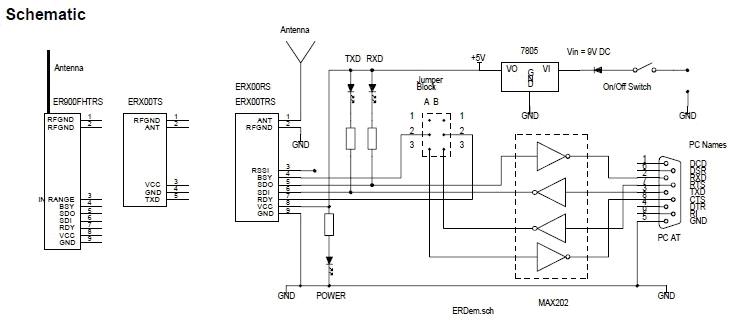 Schematic
Antenna
Antenna
ER900FHTRS
ERX00TS
ERX00RS
ERX00TRS
RFGND 1
RFGND 2
RFGND 1
ANT 2
ANT 1
RFGND 2
GND
IN RANGE 3
BSY 4
SDO 5
SDI 6
RDY 7
VCC 8
GND 9
VCC 3
GND 4
TXD 5
RSSI 3
BSY 4
SDO 5
SDI 6
RDY 7
VCC 8
GND 9
TXD RXD
Jumper
Block
A B
1 1
2 2
3 3
+5V
7805
VO GND VI
GND
Vin = 9V DC
On/Off Switch
GND
PC Names
DCD
DSR
RXD
RTS
TXD
CTS
DTR
RI
GND
PC AT
MAX202
GND
POWER
GND
ERDem.sch